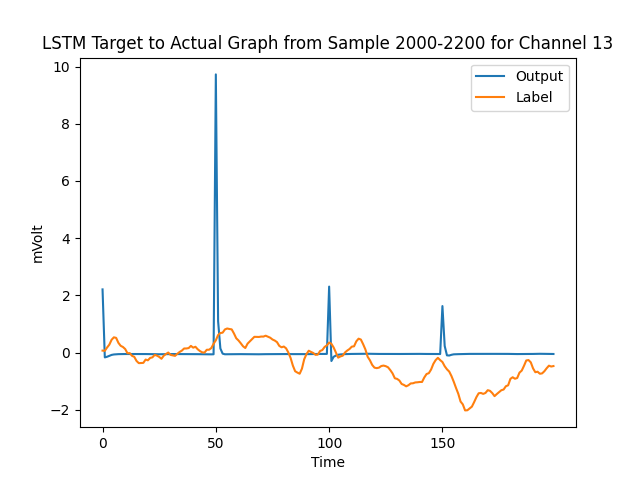 LSTM Target to Actual Graph from Sample 2000-2200 for Channel 13
Output
Label
10
8
6
4
2
0
−2
mVolt
0 50 100 150
Time